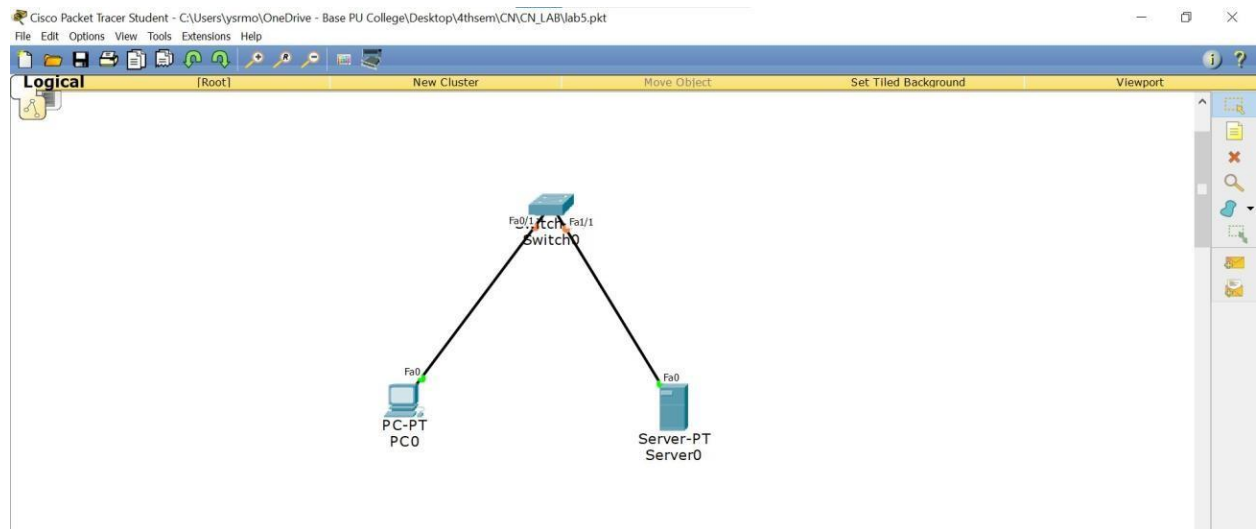 Cisco Packet Tracer Student - C:\Users\ysrmo\OneDrive - Base PU College\Desktop\4thsem\CN\CN_LAB\lab5.pkt
File Edit Options View Tools Extensions Help
Logical [Root] New Cluster Move Object Set Tiled Background Viewport
Fa0/1 Fa1/1
Switch0
Fa0 Fa0
PC-PT
PC0
Server-PT
Server0